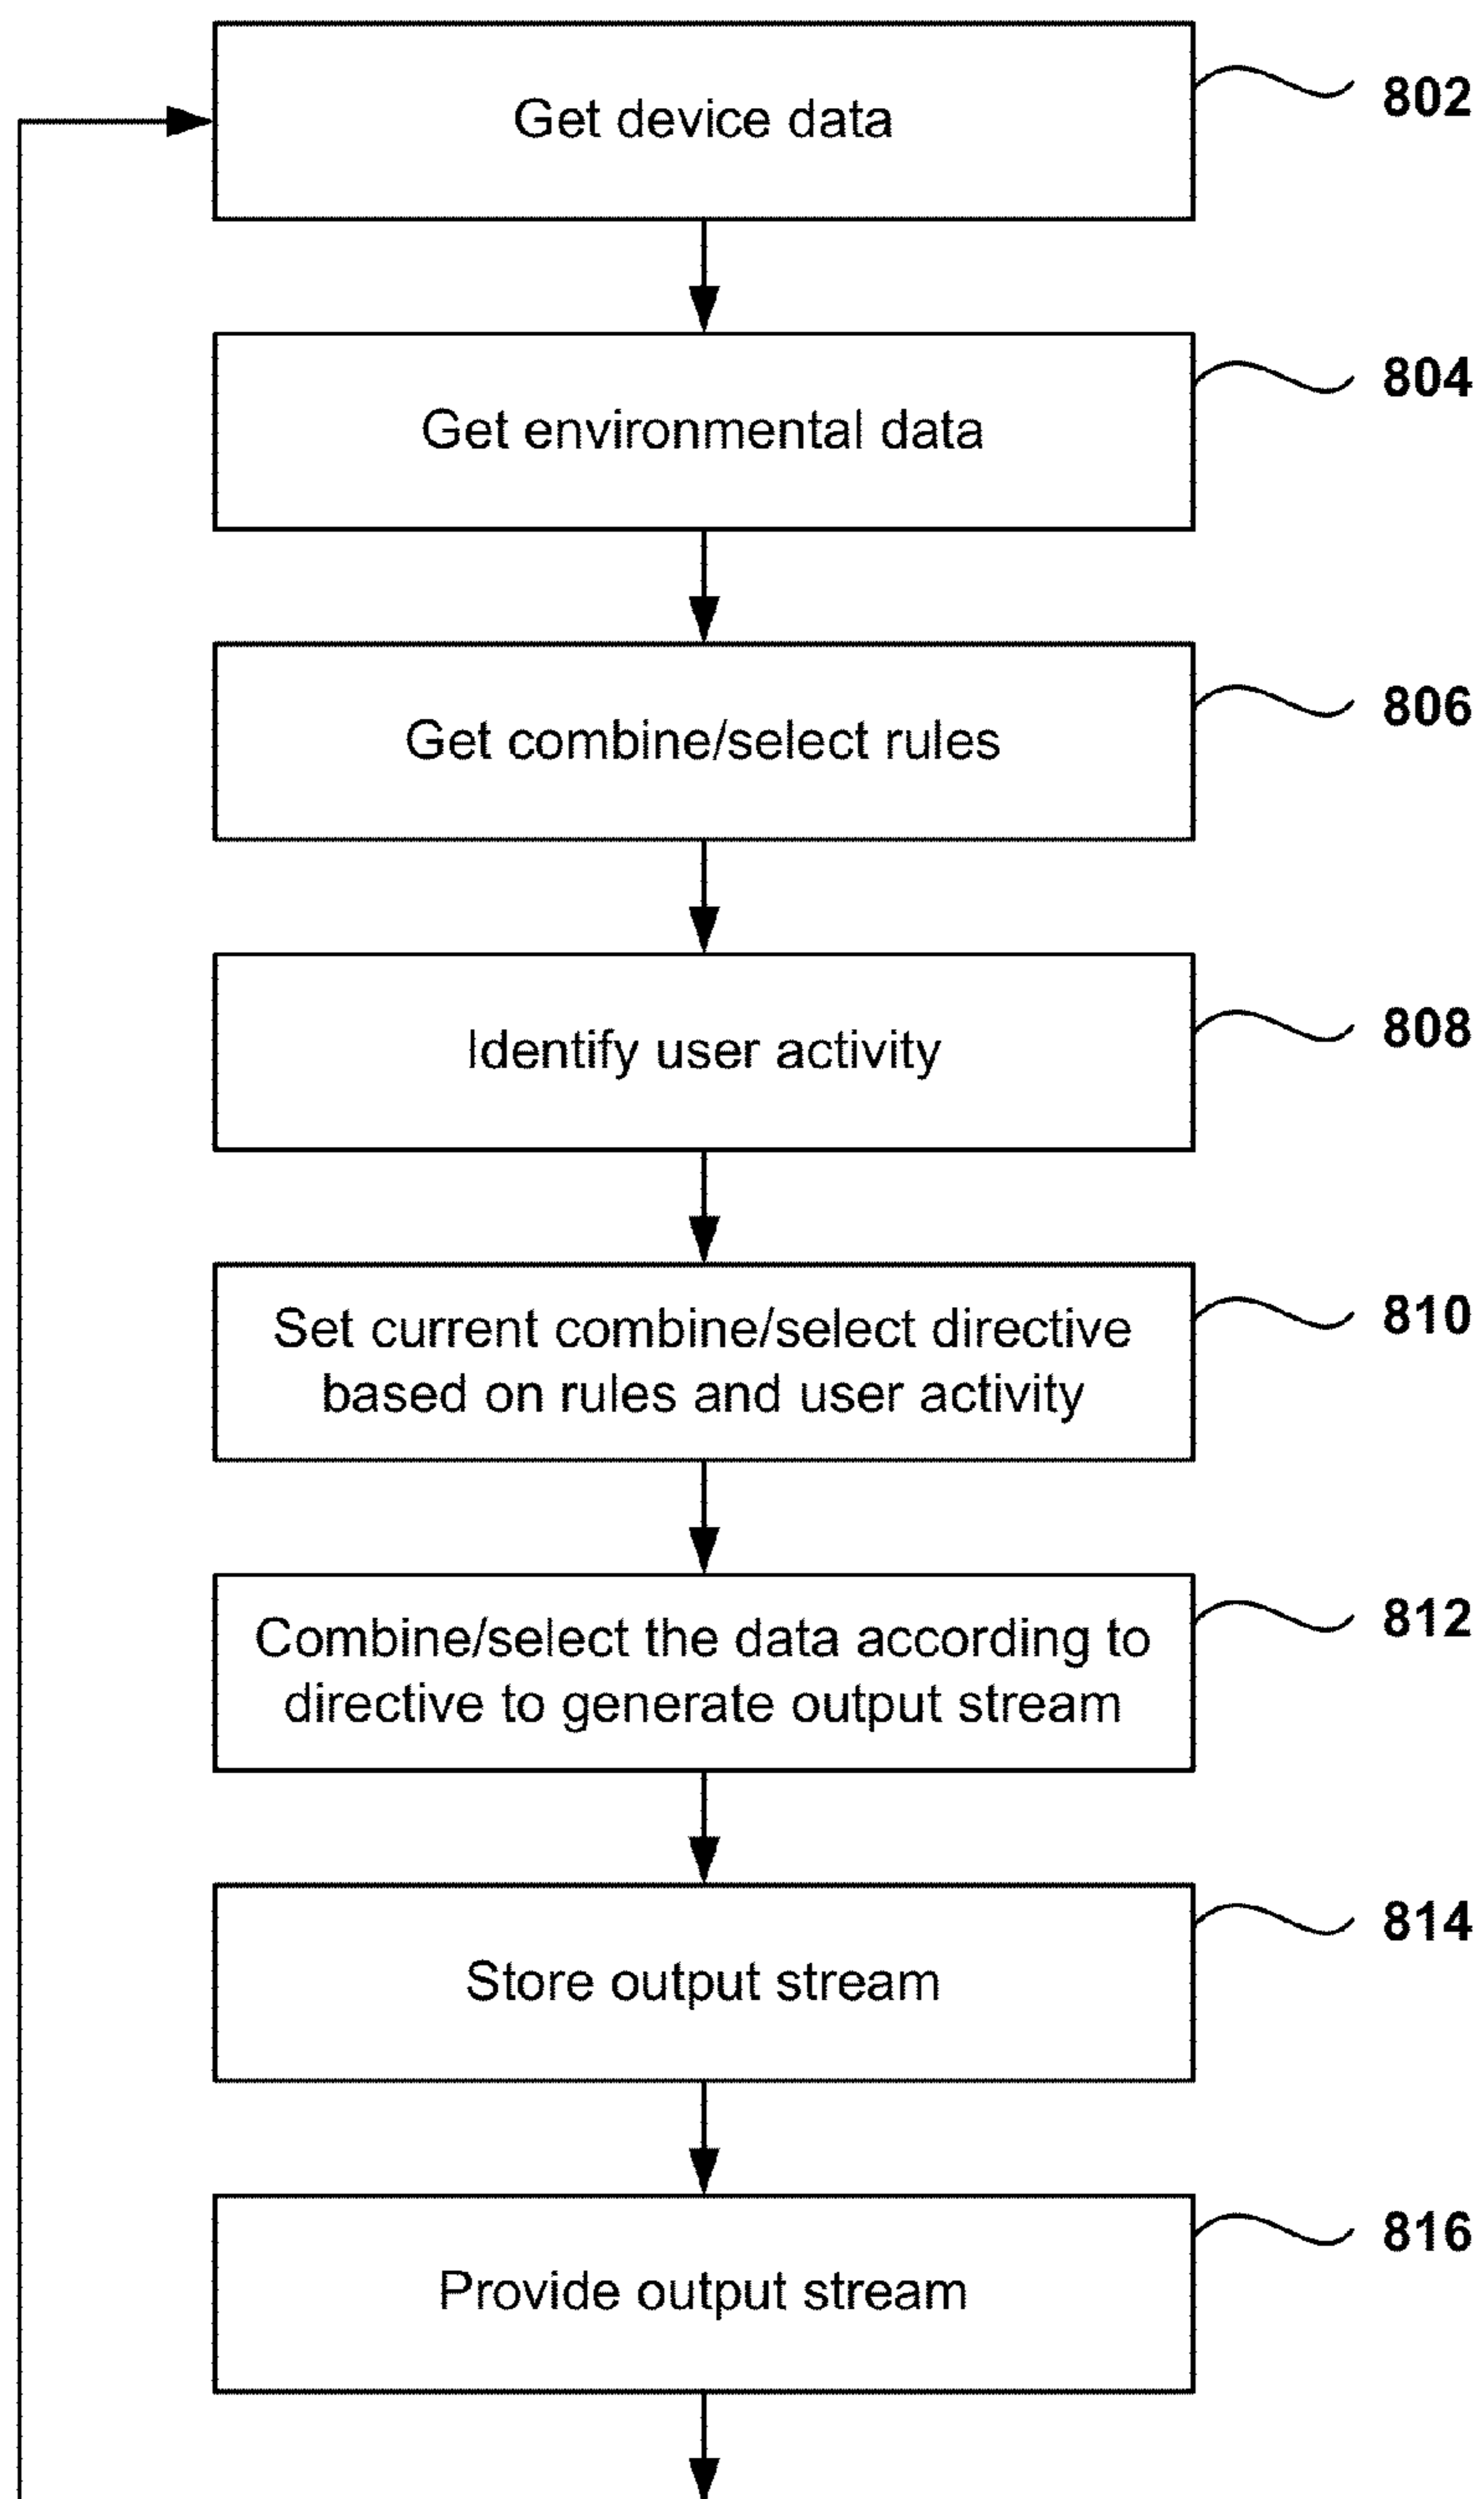 Get device data
802
Get environmental data
804
Get combine/select rules
806
Identify user activity
808
Set current combine/select directive
based on rules and user activity
810
Combine/select the data according to
directive to generate output stream
812
Store output stream
814
Provide output stream
816